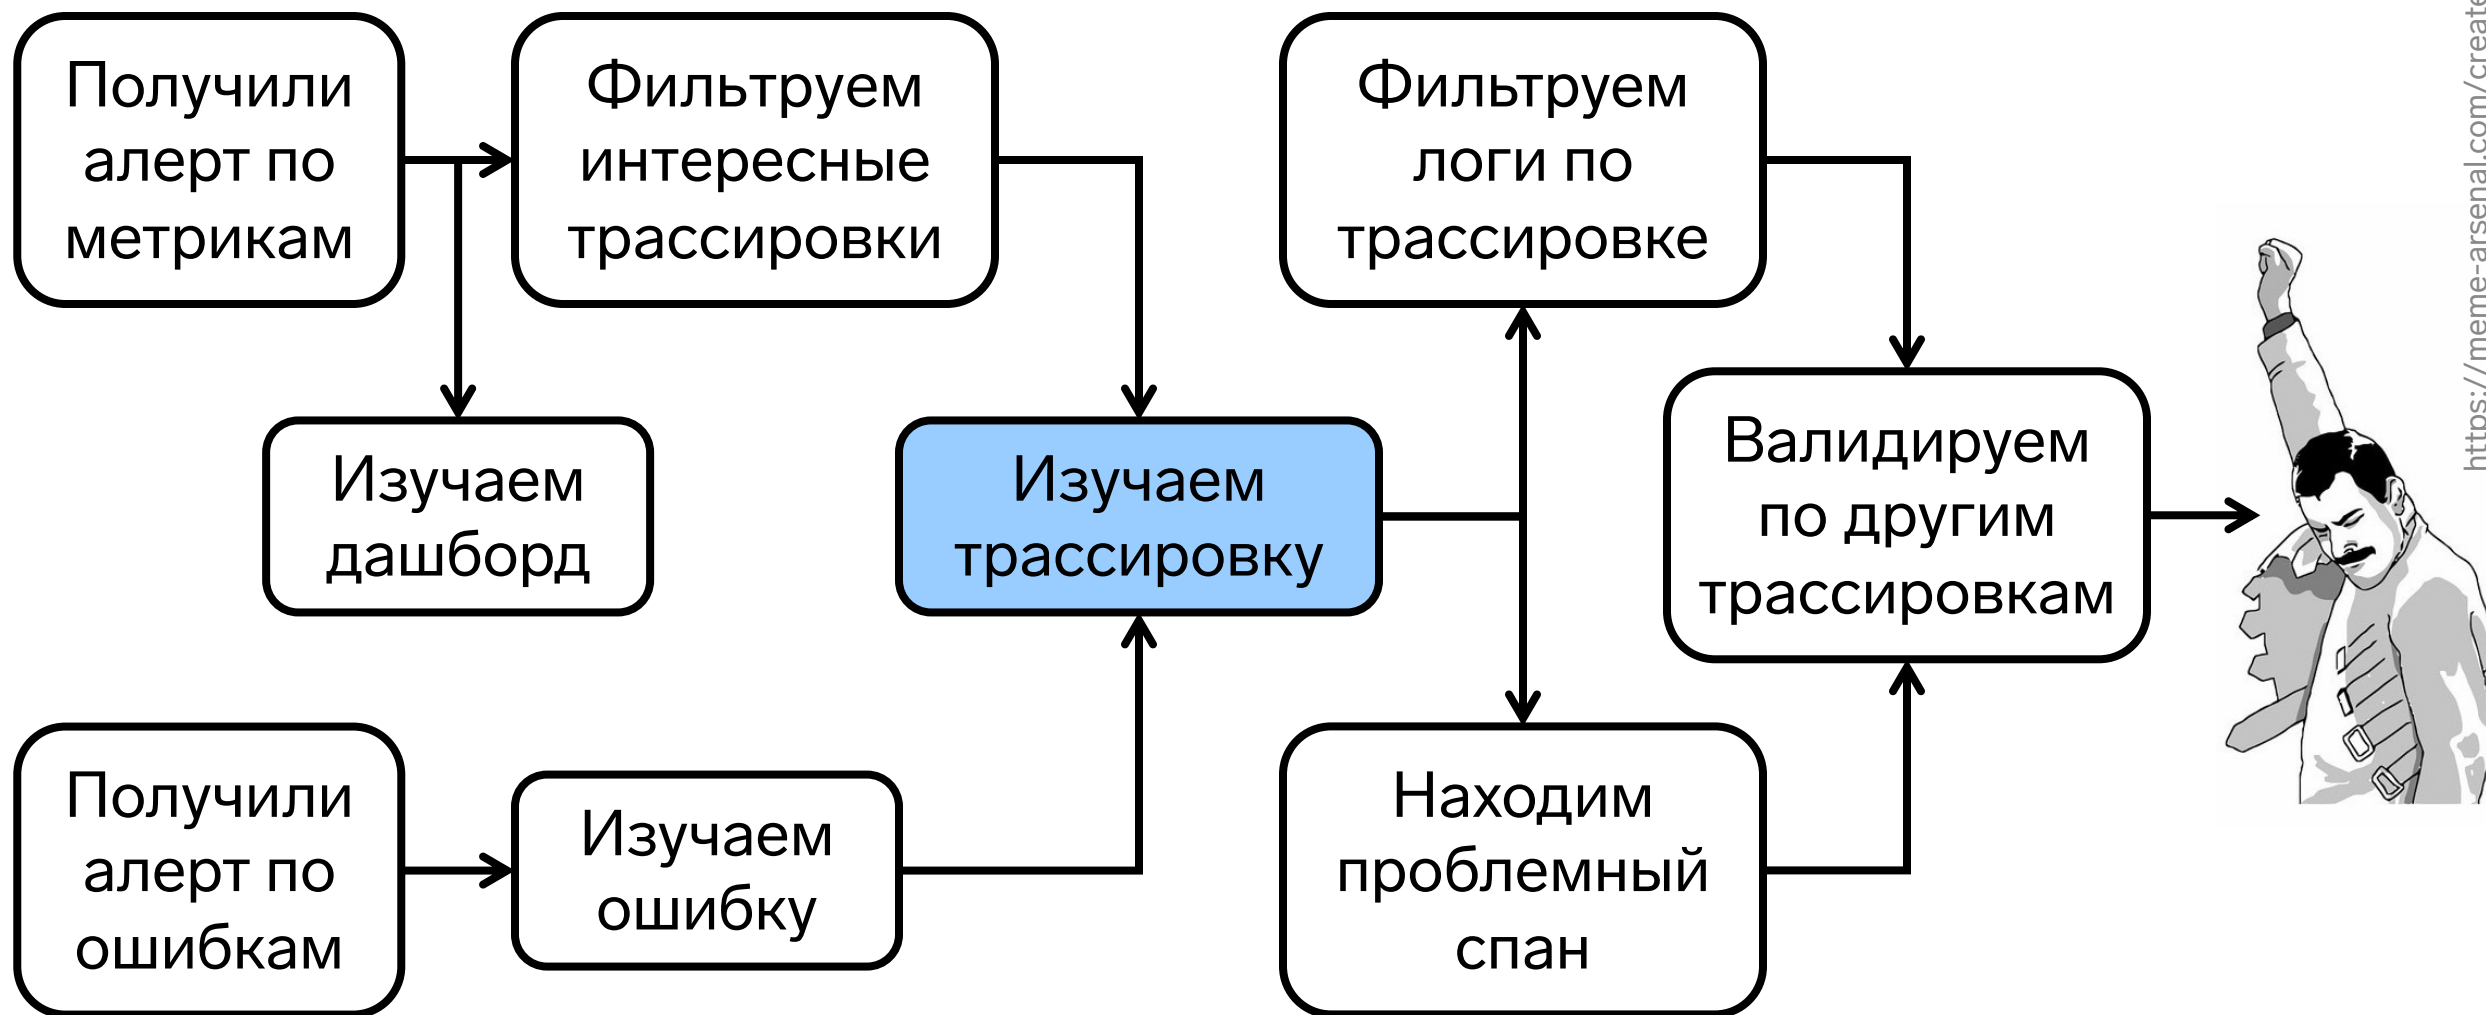 Получили
алерт по
метрикам
Фильтруем
интересные
трассировки
Фильтруем
логи по
трассировке
Изучаем
дашборд
Изучаем
трассировку
Валидируем
по другим
трассировкам
Получили
алерт по
ошибкам
Изучаем
ошибку
Находим
проблемный
спан
https://meme-arsenal.com/create